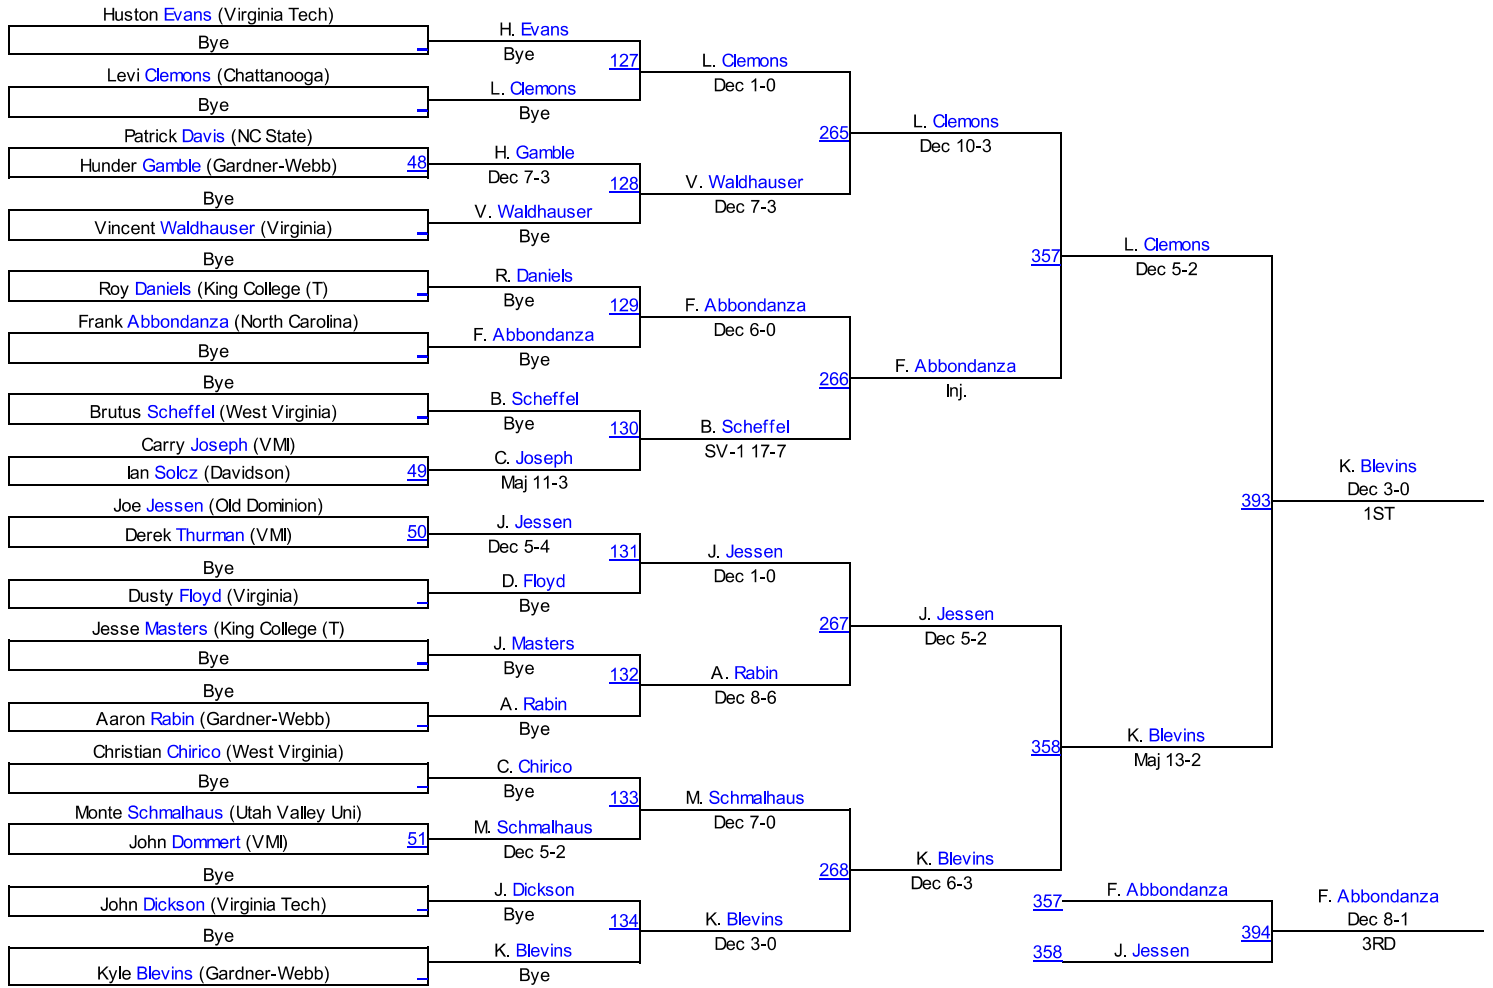 Huston Evans (Virginia Tech)
Bye
Levi Clemons (Chattanooga)
Bye
Patrick Davis (NC State)
Hunder Gamble (Gardner-Webb) 48
Bye
Vincent Waldhauser (Virginia)
Bye
Roy Daniels (King College (T)
Frank Abbondanza (North Carolina)
Bye
Bye
Brutus Scheffel (West Virginia)
Carry Joseph (VMI)
Ian Solcz (Davidson) 49
Joe Jessen (Old Dominion)
Derek Thurman (VMI) 50
Bye
Dusty Floyd (Virginia)
Jesse Masters (King College (T)
Bye
Bye
Aaron Rabin (Gardner-Webb)
Christian Chirico (West Virginia)
Bye
Monte Schmalhaus (Utah Valley Uni)
John Dommert (VMI) 51
Bye
John Dickson (Virginia Tech)
Bye
Kyle Blevins (Gardner-Webb)
H. Evans
Bye
127
L. Clemons
Bye
H. Gamble
Dec 7-3
128
V. Waldhauser
Bye
R. Daniels
Bye
129
F. Abbondanza
Bye
B. Scheffel
Bye
130
C. Joseph
Maj 11-3
J. Jessen
Dec 5-4
131
D. Floyd
Bye
J. Masters
Bye
132
A. Rabin
Bye
C. Chirico
Bye
133
M. Schmalhaus
Dec 5-2
J. Dickson
Bye
134
K. Blevins
Bye
L. Clemons
Dec 1-0
265
V. Waldhauser
Dec 7-3
F. Abbondanza
Dec 6-0
266
B. Scheffel
SV-1 17-7
J. Jessen
Dec 1-0
267
A. Rabin
Dec 8-6
M. Schmalhaus
Dec 7-0
268
K. Blevins
Dec 3-0
L. Clemons
Dec 10-3
357
F. Abbondanza
Inj.
J. Jessen
Dec 5-2
358
K. Blevins
Dec 6-3
L. Clemons
Dec 5-2
393
K. Blevins
Maj 13-2
K. Blevins
Dec 3-0
1ST
357
F. Abbondanza
394
358
J. Jessen
F. Abbondanza
Dec 8-1
3RD